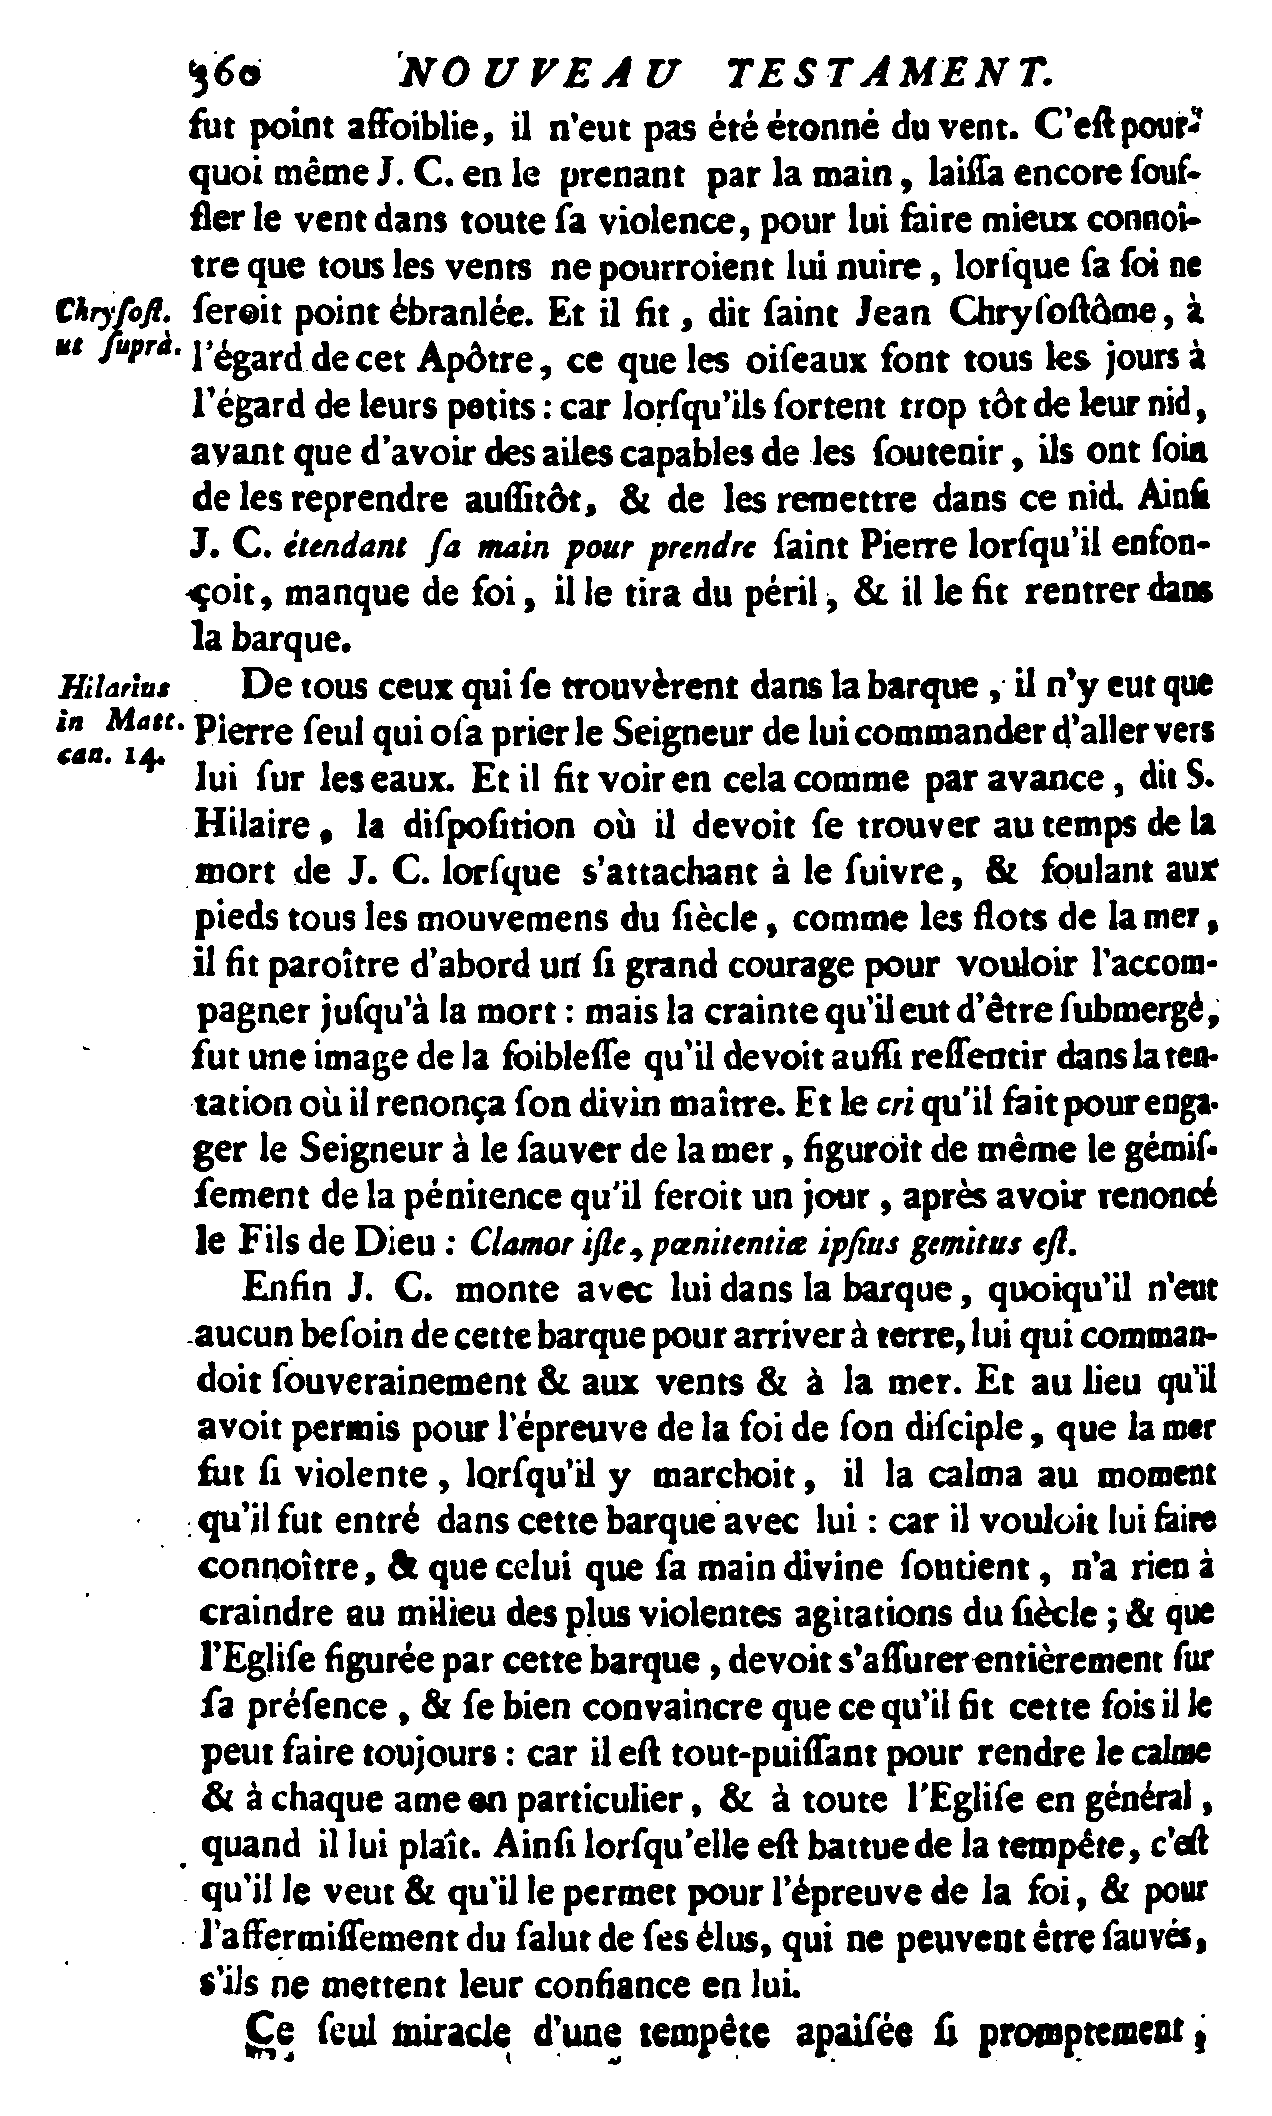 360 NOUVEAU TESTAMENT.
fut point affoiblie, il n'eut pas été étonné du vent. C'eſt pour-
quoi même J. C. en le prenant par la main, laiſſa encore ſouf-
fler le vent dans toute ſa violence, pour lui faire mieux connoî-
tre que tous les vents ne pourroient lui nuire, lorſque ſa foi ne
Chryſoſt. ſeroit point ébranlée. Et il fit, dit ſaint Jean Chryſoſtôme, à
ut ſuprà. l'égard de cet Apôtre, ce que les oiſeaux font tous les jours à
l'égard de leurs petits : car lorſqu'ils ſortent trop tôt de leur nid,
avant que d'avoir des ailes capables de les ſoutenir, ils ont ſoin
de les reprendre auſſitôt, & de les remettre dans ce nid. Ainſi
J. C. étendant ſa main pour prendre ſaint Pierre lorſqu'il enfon-
çoit, manque de foi, il le tira du péril, & il le fit rentrer dans
la barque.
Hilarius De tous ceux qui ſe trouvèrent dans la barque, il n'y eut que
in Matt. Pierre ſeul qui oſa prier le Seigneur de lui commander d'aller vers
can. 14. lui ſur les eaux. Et il fit voir en cela comme par avance, dit S.
Hilaire, la diſpoſition où il devoit ſe trouver au temps de la
mort de J. C. lorſque s'attachant à le ſuivre, & foulant aux
pieds tous les mouvemens du ſiècle, comme les flots de la mer,
il fit paroître d'abord un ſi grand courage pour vouloir l'accom-
pagner juſqu'à la mort : mais la crainte qu'il eut d'être ſubmergé,
fut une image de la foibleſſe qu'il devoit auſſi reſſentir dans la ten-
tation où il renonça ſon divin maître. Et le cri qu'il fait pour enga-
ger le Seigneur à le ſauver de la mer, figuroit de même le gémiſ-
ſement de la pénitence qu'il feroit un jour, après avoir renoncé
le Fils de Dieu : Clamor iſte, pœnitentiæ ipſius gemitus eſt.
Enfin J. C. monte avec lui dans la barque, quoiqu'il n'eut
aucun beſoin de cette barque pour arriver à terre, lui qui comman-
doit ſouverainement & aux vents & à la mer. Et au lieu qu'il
avoit permis pour l'épreuve de la foi de ſon diſciple, que la mer
fut ſi violente, lorſqu'il y marchoit, il la calma au moment
qu'il fut entré dans cette barque avec lui : car il vouloit lui faire
connoître, & que celui que ſa main divine ſoutient, n'a rien à
craindre au milieu des plus violentes agitations du ſiècle ; & que
l'Egliſe figurée par cette barque, devoit s'aſſurer entièrement ſur
ſa préſence, & ſe bien convaincre que ce qu'il fit cette fois il le
peut faire toujours : car il eſt tout-puiſſant pour rendre le calme
& à chaque ame en particulier, & à toute l'Egliſe en général,
quand il lui plaît. Ainſi lorſqu'elle eſt battue de la tempête, c'eſt
qu'il le veut & qu'il le permet pour l'épreuve de la foi, & pour
l'affermiſſement du ſalut de ſes élus, qui ne peuvent être ſauvés,
s'ils ne mettent leur confiance en lui.
Ce ſeul miracle d'une tempête apaiſée ſi promptement,